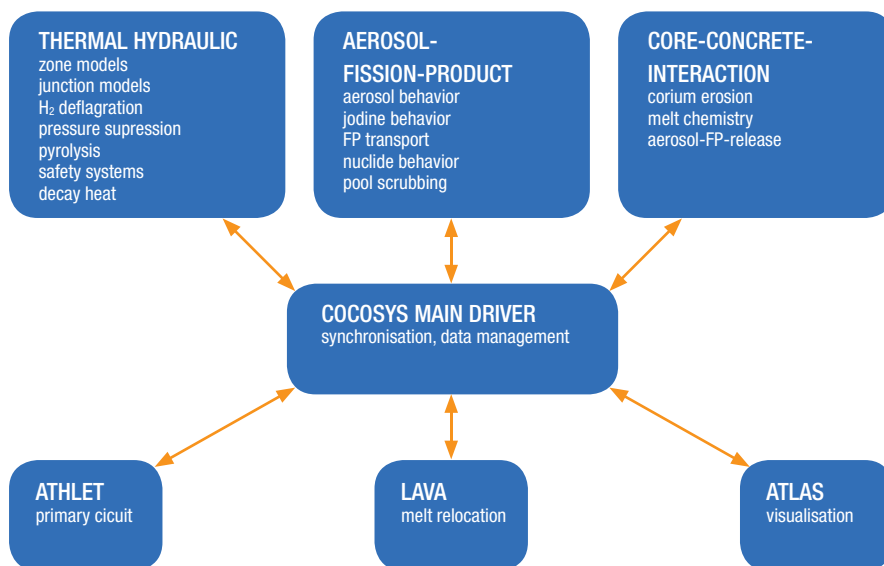 THERMAL HYDRAULIC
zone models
junction models
H₂ deflagration
pressure supression
pyrolysis
safety systems
decay heat
AEROSOL-
FISSION-PRODUCT
aerosol behavior
jodine behavior
FP transport
nuclide behavior
pool scrubbing
CORE-CONCRETE-
INTERACTION
corium erosion
melt chemistry
aerosol-FP-release
COCOSYS MAIN DRIVER
synchronisation, data management
ATHLET
primary cicuit
LAVA
melt relocation
ATLAS
visualisation